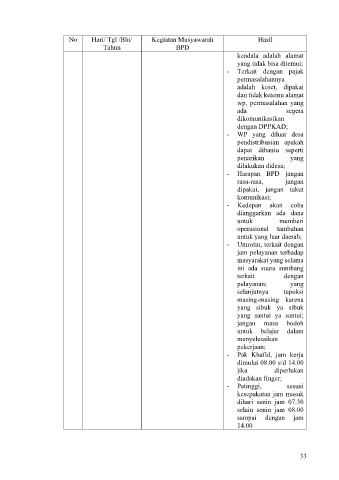 No Hari/ Tgl /Bln/ Kegiatan Musyawarah Hasil
Tahun BPD
kendala adalah alamat
yang tidak bisa ditemui;
- Terkait dengan pajak
permasalahannya
adalah keset, dipakai
dan tidak ketemu alamat
wp, permasalahan yang
ada segera
dikomunikasikan
dengan DPPKAD;
- WP yang diluar desa
pendistribusian apakah
dapat dibantu seperti
penarikan yang
dilakukan didesa;
- Harapan BPD jangan
rasa-rasa, jangan
dipakai, jangan takut
komunikasi;
- Kedepan akan coba
dianggarkan ada dana
untuk memberi
operasional tambahan
untuk yang luar daerah;
- Umrotin, terkait dengan
jam pelayanan terhadap
masyarakat yang selama
ini ada suara sumbang
terkait dengan
pelayanan; yang
selanjutnya tupoksi
masing-masing karena
yang sibuk ya sibuk
yang santai ya santai;
jangan masa bodoh
untuk belajar dalam
menyelesaikan
pekerjaan;
- Pak Khafid, jam kerja
dimulai 08.00 s/d 14.00
jika diperlukan
diadakan finger;
- Petinggi, sesuai
kesepakatan jam masuk
dihari senin jam 07.30
selain senin jam 08.00
sampai dengan jam
14.00
33